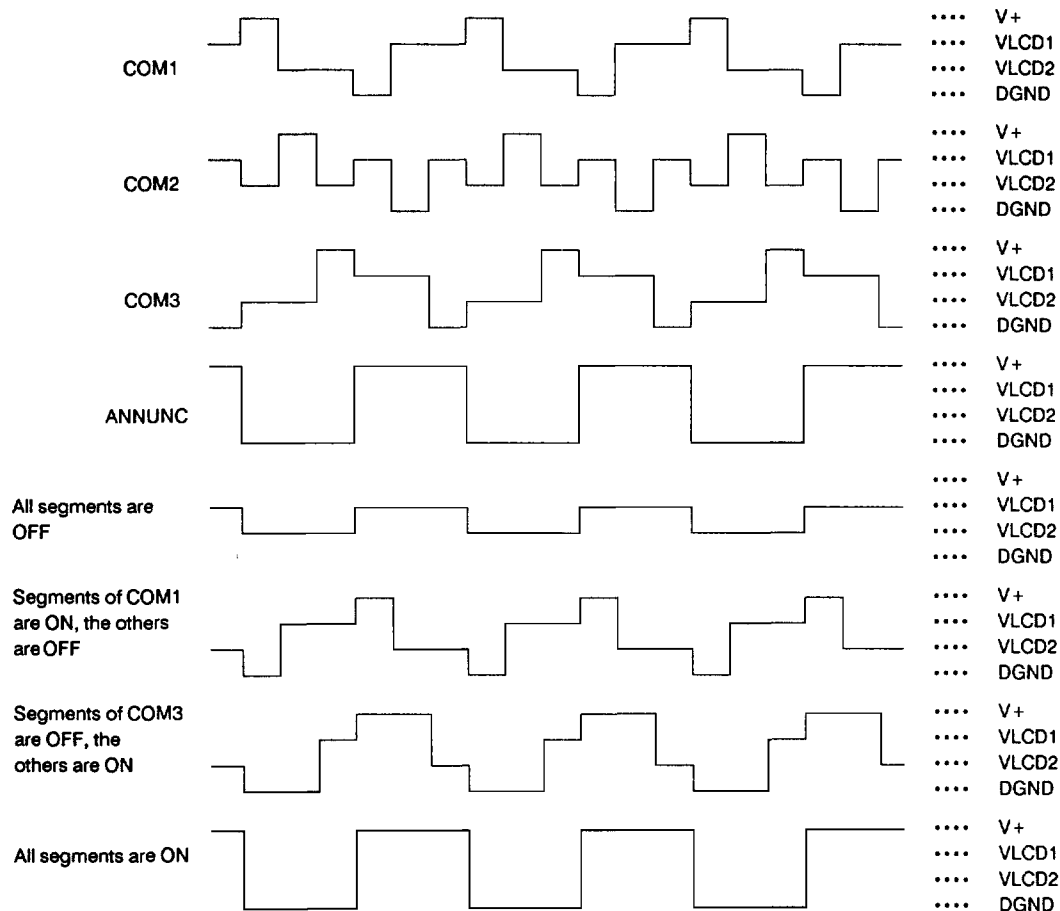 COM1
.... V+
.... VLCD1
.... VLCD2
.... DGND
COM2
.... V+
.... VLCD1
.... VLCD2
.... DGND
COM3
.... V+
.... VLCD1
.... VLCD2
.... DGND
ANNUNC
.... V+
.... VLCD1
.... VLCD2
.... DGND
All segments are
OFF
.... V+
.... VLCD1
.... VLCD2
.... DGND
Segments of COM1
are ON, the others
are OFF
.... V+
.... VLCD1
.... VLCD2
.... DGND
Segments of COM3
are OFF, the
others are ON
.... V+
.... VLCD1
.... VLCD2
.... DGND
All segments are ON
.... V+
.... VLCD1
.... VLCD2
.... DGND